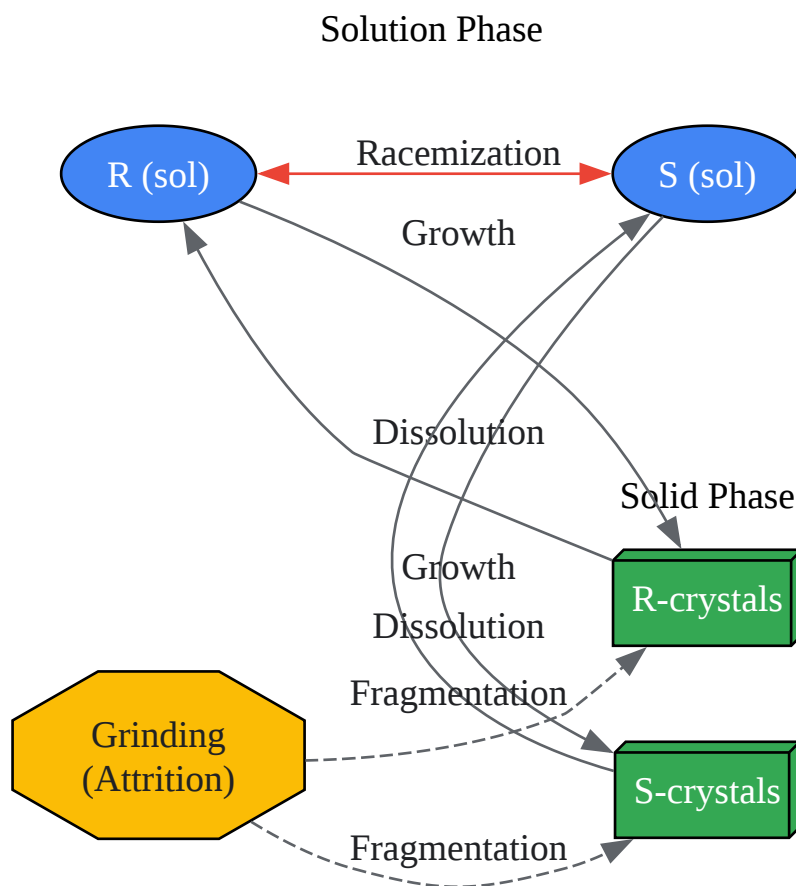 Solution Phase
R (sol)
Racemization
S (sol)
Growth
Dissolution
Solid Phase
Growth
R-crystals
Dissolution
Fragmentation
Grinding
(Attrition)
S-crystals
Fragmentation